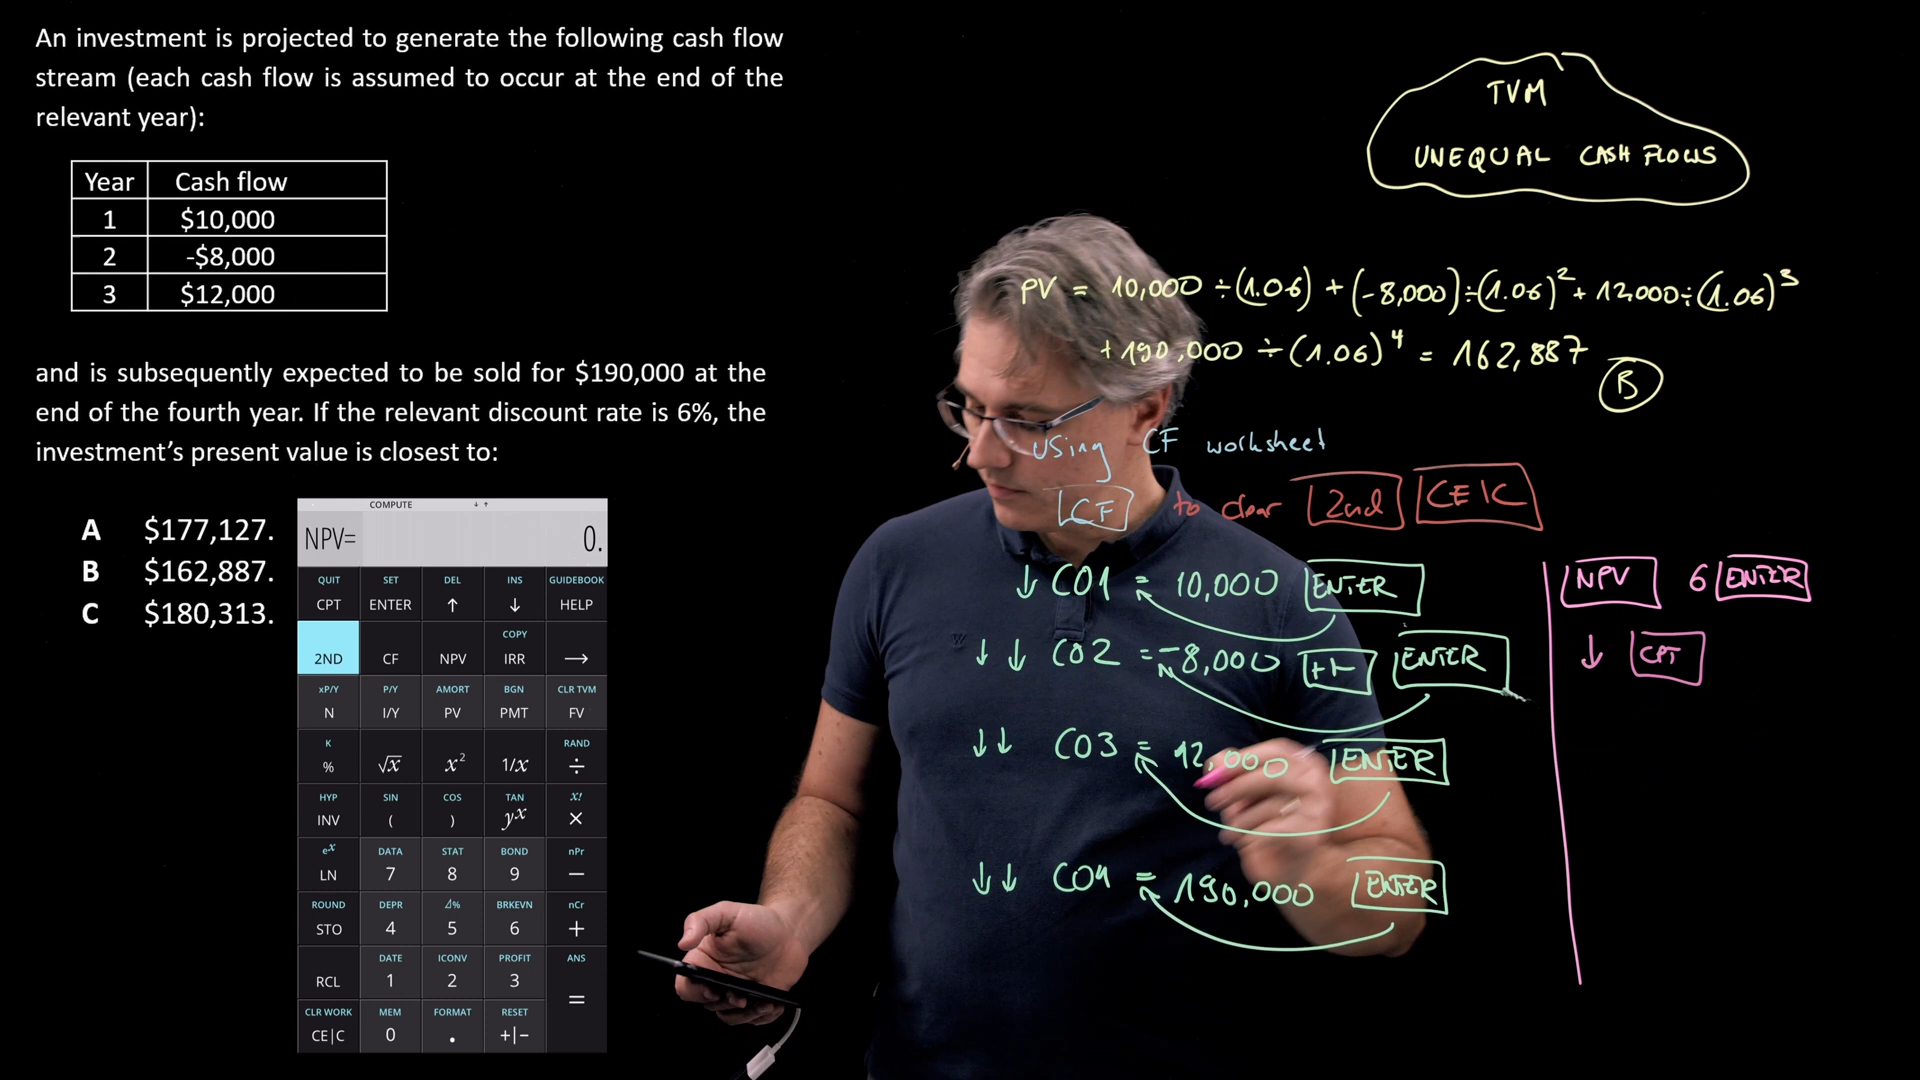 An investment is projected to generate the following cash flow
stream (each cash flow is assumed to occur at the end of the
relevant year):
Year Cash flow
1 $10,000
2 -$8,000
3 $12,000
and is subsequently expected to be sold for $190,000 at the
end of the fourth year. If the relevant discount rate is 6%, the
investment’s present value is closest to:
A $177,127.
B $162,887.
C $180,313.
COMPUTE ↓ ↑
NPV= 0.
QUIT SET DEL INS GUIDEBOOK
CPT ENTER ↑ ↓ HELP
COPY
2ND CF NPV IRR →
xP/Y P/Y AMORT BGN CLR TVM
N I/Y PV PMT FV
K RAND
% √x x² 1/x ÷
HYP SIN COS TAN x!
INV ( ) yˣ ×
eˣ DATA STAT BOND nPr
LN 7 8 9 −
ROUND DEPR Δ% BRKEVN nCr
STO 4 5 6 +
DATE ICONV PROFIT ANS
RCL 1 2 3 =
CLR WORK MEM FORMAT RESET
CE|C 0 . +|−
TVM
UNEQUAL CASH FLOWS
PV = 10,000 ÷ (1.06) + (-8,000) ÷ (1.06)² + 12,000 ÷ (1.06)³
+ 190,000 ÷ (1.06)⁴ = 162,887
B
using CF worksheet
CF to clear 2nd CE|C
↓ C01 = 10,000 ENTER
↓ ↓ C02 = -8,000 +|- ENTER
↓ ↓ C03 = 12,000 ENTER
↓ ↓ C04 = 190,000 ENTER
NPV 6 ENTER
↓ CPT